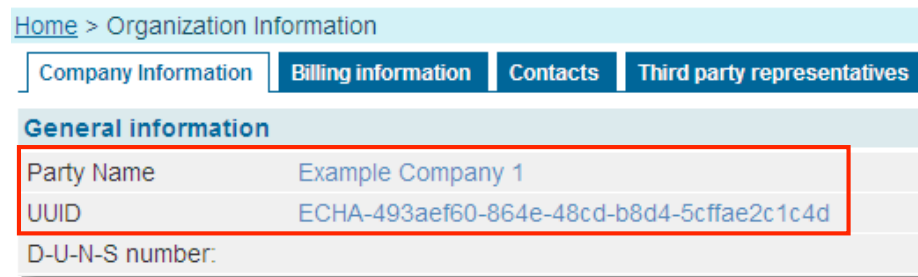 Home > Organization Information
Company Information Billing information Contacts Third party representatives
General information
Party Name Example Company 1
UUID ECHA-493aef60-864e-48cd-b8d4-5cffae2c1c4d
D-U-N-S number: